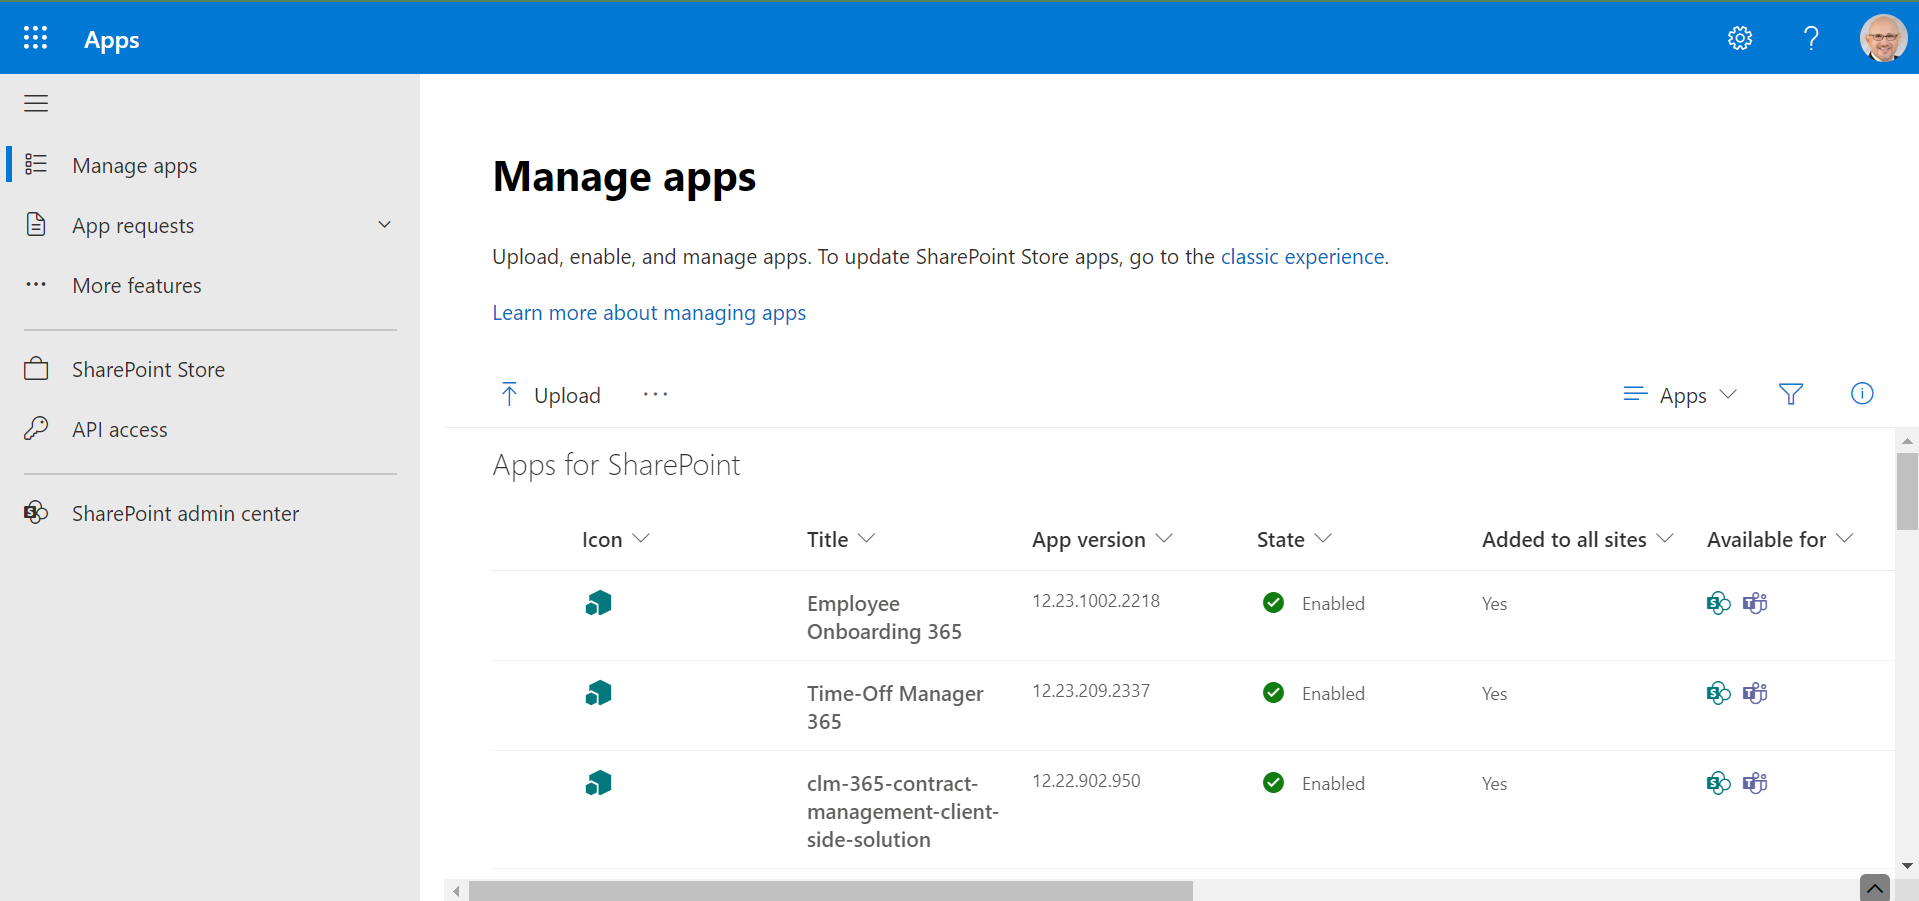 Apps
Manage apps
App requests
More features
SharePoint Store
API access
SharePoint admin center
Manage apps
Upload, enable, and manage apps. To update SharePoint Store apps, go to the classic experience.
Learn more about managing apps
Upload
Apps
Apps for SharePoint
Icon Title App version State Added to all sites Available for
Employee Onboarding 365 12.23.1002.2218 Enabled Yes
Time-Off Manager 365 12.23.209.2337 Enabled Yes
clm-365-contract-management-client-side-solution 12.22.902.950 Enabled Yes